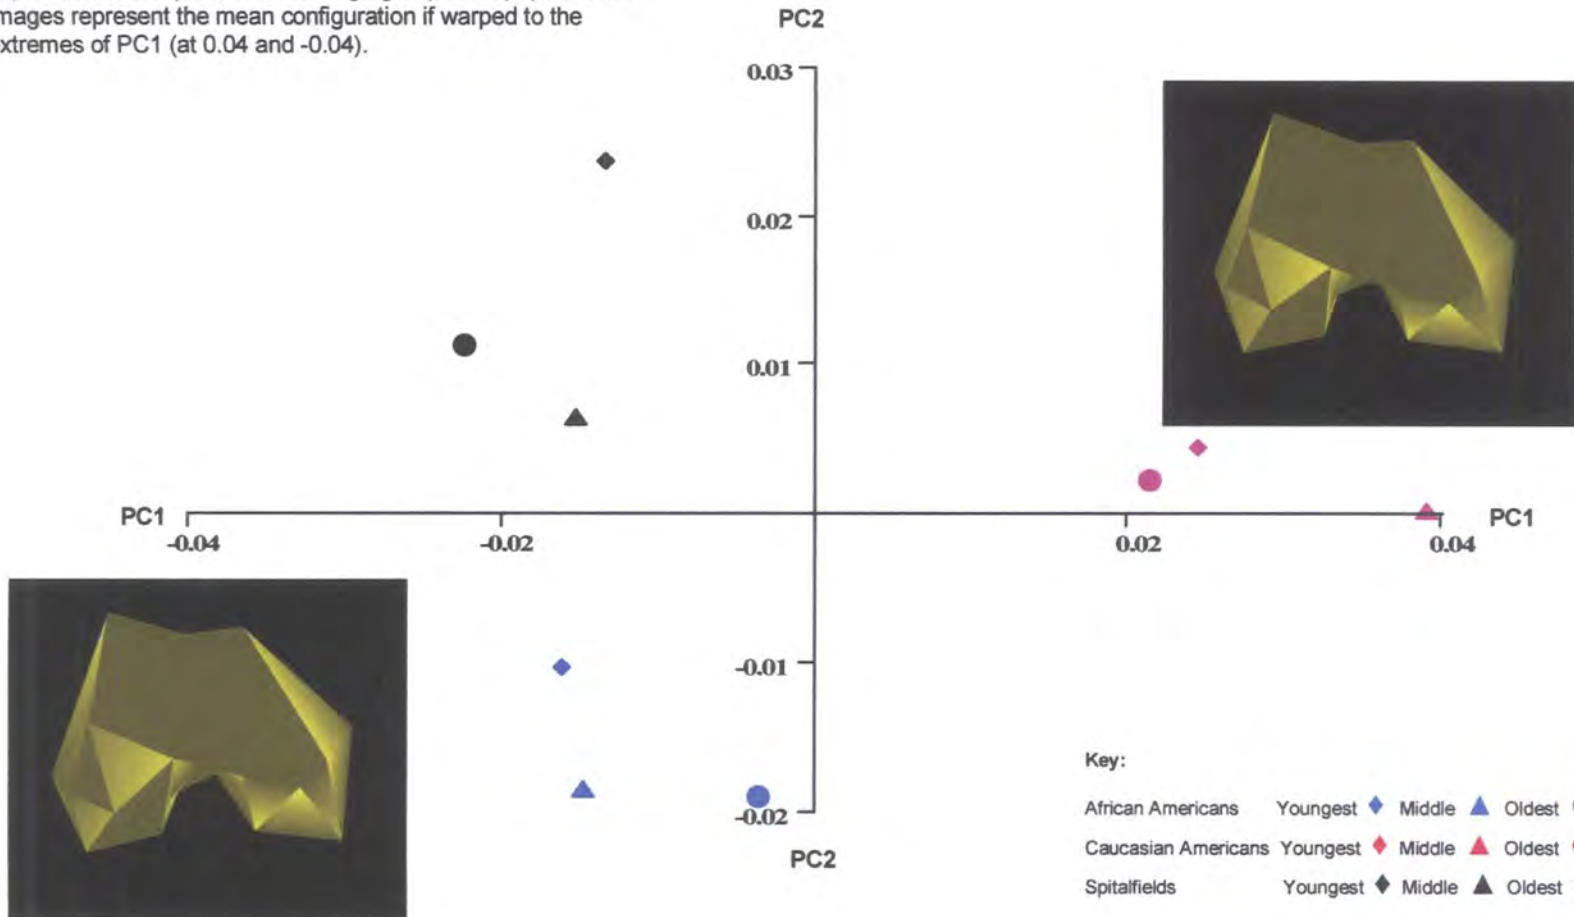 mages represent the mean configuration if warped to the
xtremes of PC1 (at 0.04 and -0.04).
PC2
0.03
0.02
0.01
PC1
-0.04
-0.02
0.02
0.04
PC1
-0.01
-0.02
PC2
Key:
African Americans Youngest Middle Oldest
Caucasian Americans Youngest Middle Oldest
Spitalfields Youngest Middle Oldest